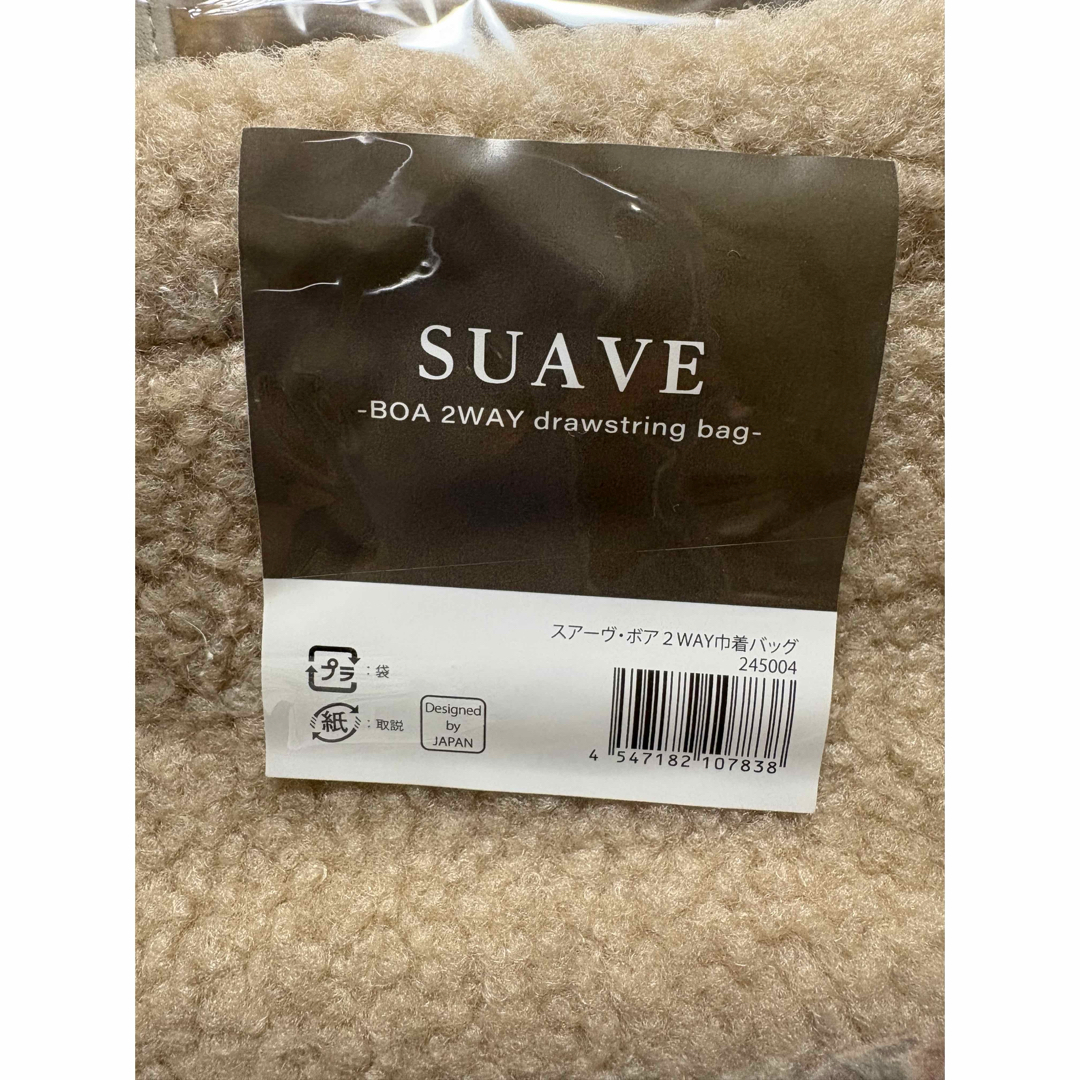 SUAVE
-BOA 2WAY drawstring bag-
スアーヴ・ボア2WAY巾着バッグ
245004
プラ:袋
紙:取説
Designed
by
JAPAN
4 547182 107838